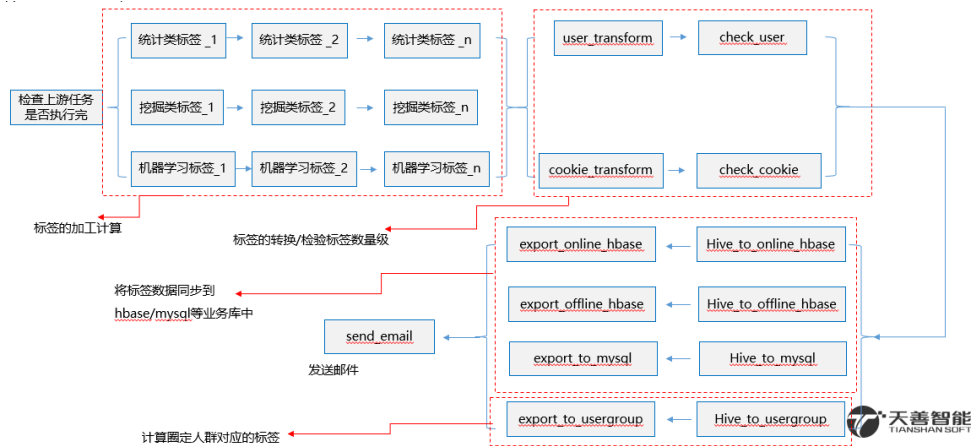 统计类标签 _1
统计类标签 _2
统计类标签 _n
user_transform
check_user
检查上游任务
是否执行完
挖掘类标签_1
挖掘类标签_2
挖掘类标签_n
机器学习标签_1
机器学习标签_2
机器学习标签_n
cookie_transform
check_cookie
标签的加工计算
标签的转换/检验标签数量级
export_online_hbase
Hive_to_online_hbase
将标签数据同步到
hbase/mysql等业务库中
export_offline_hbase
Hive_to_offline_hbase
send_email
发送邮件
export_to_mysql
Hive_to_mysql
export_to_usergroup
Hive_to_usergroup
计算圈定人群对应的标签
天善智能
TIANSHAN SOFT